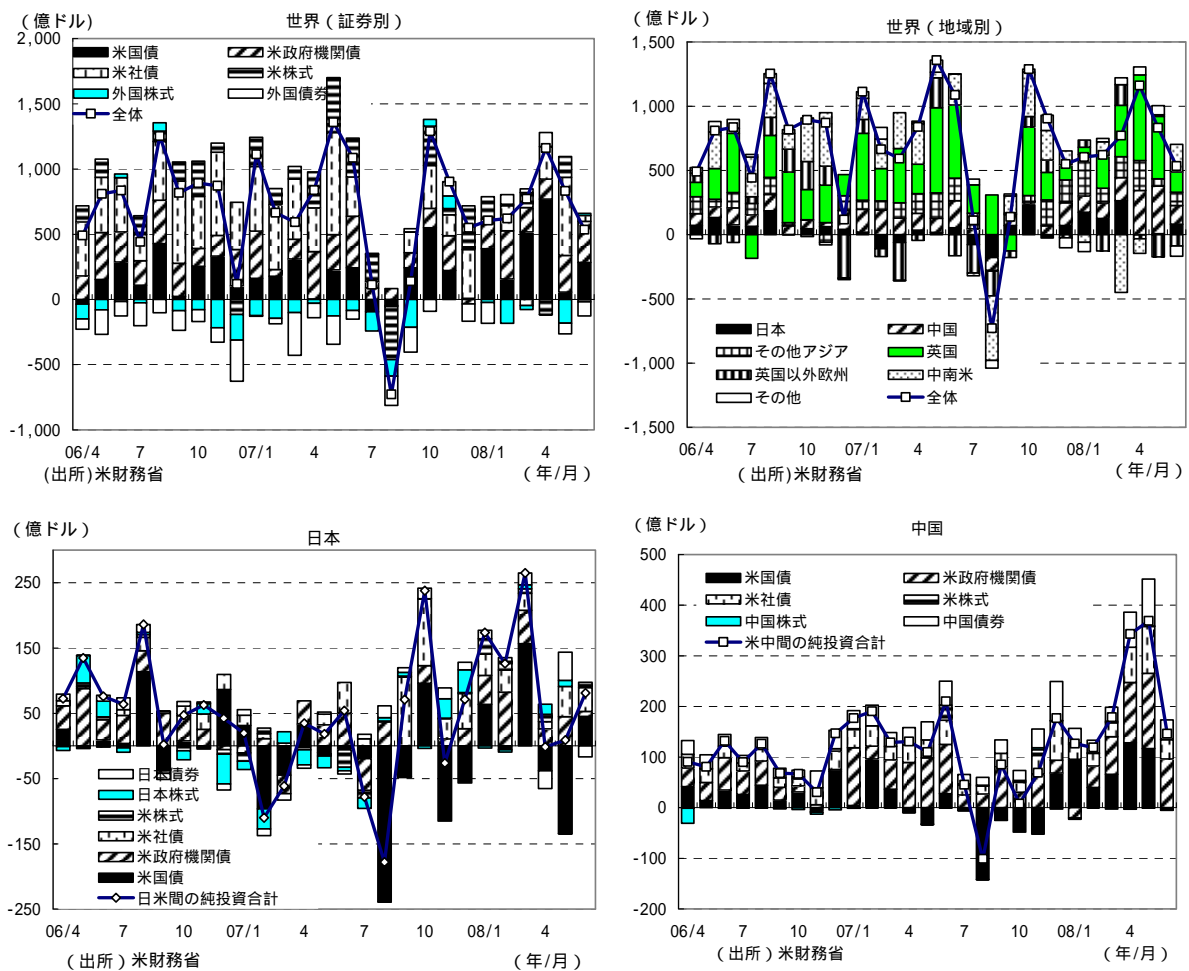 （億ドル）
世界（証券別）
2,000
1,500
1,000
500
0
-500
-1,000
米国債
米政府機関債
米社債
米株式
外国株式
外国債券
全体
06/4 7 10 07/1 4 7 10 08/1 4
(出所)米財務省
（年/月）
（億ドル）
世界（地域別）
1,500
1,000
500
0
-500
-1,000
-1,500
日本
中国
その他アジア
英国
英国以外欧州
中南米
その他
全体
06/4 7 10 07/1 4 7 10 08/1 4
(出所)米財務省
（年/月）
（億ドル）
日本
250
150
50
-50
-150
-250
日本債券
日本株式
米株式
米社債
米政府機関債
米国債
日米間の純投資合計
06/4 7 10 07/1 4 7 10 08/1 4
（出所）米財務省
（年/月）
（億ドル）
中国
500
400
300
200
100
0
-100
-200
米国債
米政府機関債
米社債
米株式
中国株式
中国債券
米中間の純投資合計
06/4 7 10 07/1 4 7 10 08/1 4
（出所）米財務省
（年/月）